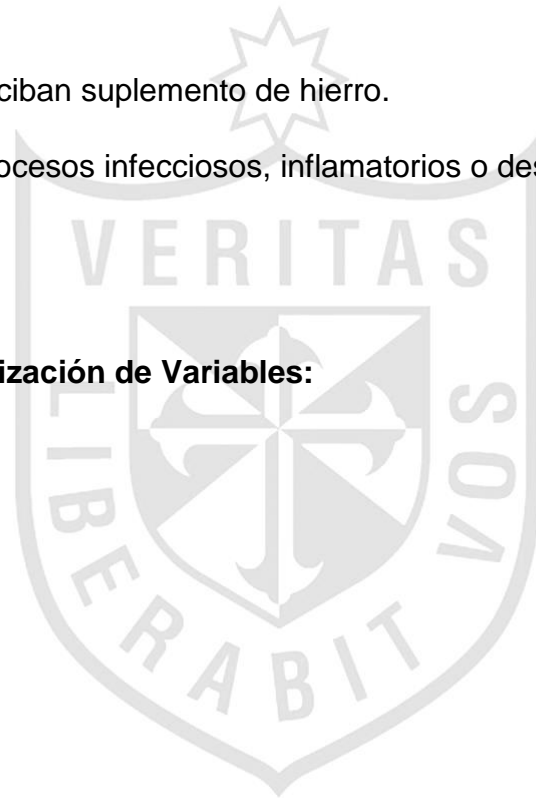 ciban suplemento de hierro.
ocesos infecciosos, inflamatorios o des
ización de Variables:
VERITAS
LIBERABIT
VOS